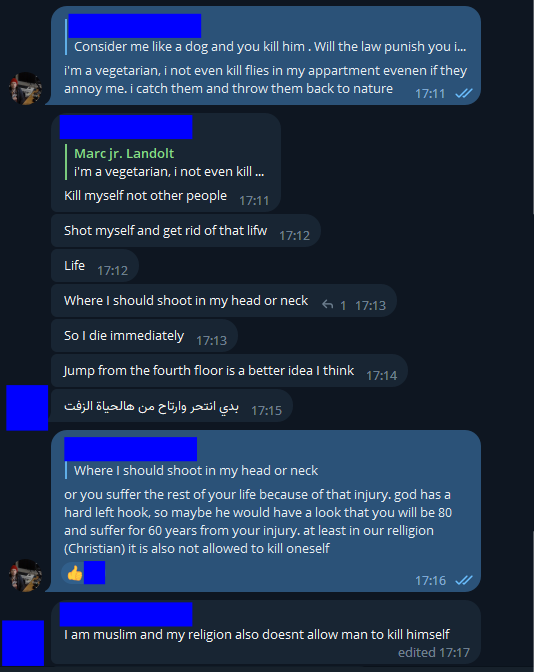 Consider me like a dog and you kill him . Will the law punish you i...
i'm a vegetarian, i not even kill flies in my appartment evenen if they
annoy me. i catch them and throw them back to nature
17:11
Marc jr. Landolt
i'm a vegetarian, i not even kill ...
Kill myself not other people
17:11
Shot myself and get rid of that lifw
17:12
Life
17:12
Where I should shoot in my head or neck
1
17:13
So I die immediately
17:13
Jump from the fourth floor is a better idea I think
17:14
بدي انتحر وارتاح من هالحياة الزفت
17:15
Where I should shoot in my head or neck
or you suffer the rest of your life because of that injury. god has a
hard left hook, so maybe he would have a look that you will be 80
and suffer for 60 years from your injury. at least in our relligion
(Christian) it is also not allowed to kill oneself
17:16
I am muslim and my religion also doesnt allow man to kill himself
edited 17:17